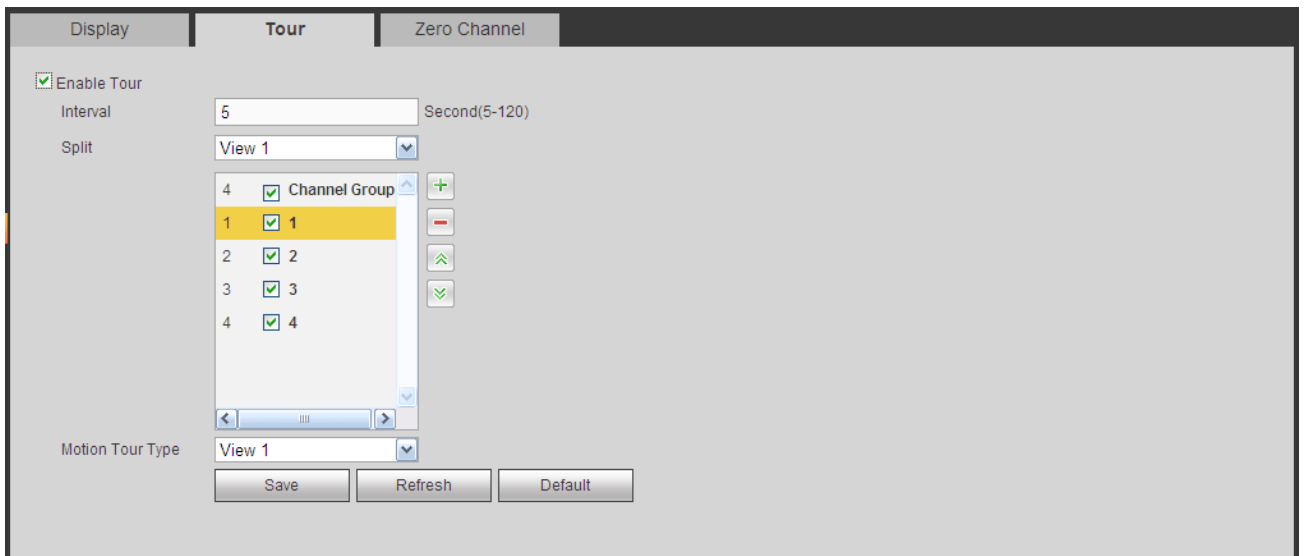 Display Tour Zero Channel
Enable Tour
Interval 5 Second(5-120)
Split View 1
4 Channel Group
1 1
2 2
3 3
4 4
Motion Tour Type View 1
Save Refresh Default